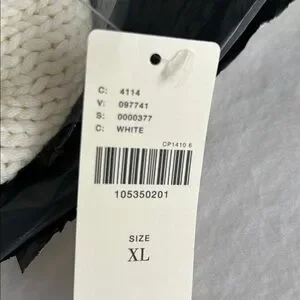 C: 4114
V: 097741
S: 0000377
C: WHITE
CP1410 6
105350201
SIZE
XL